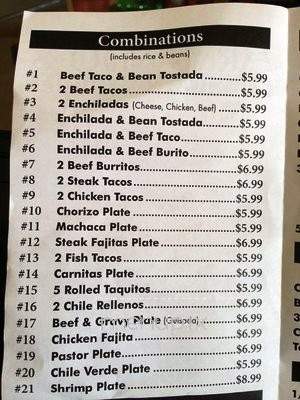 Combinations
(includes rice & beans)
#1 Beef Taco & Bean Tostada...........$5.99
#2 2 Beef Tacos...........$5.99
#3 2 Enchiladas (Cheese, Chicken, Beef)...........$5.99
#4 Enchilada & Bean Tostada...........$5.99
#5 Enchilada & Beef Taco...........$5.99
#6 Enchilada & Beef Burito...........$5.99
#7 2 Beef Burritos...........$6.99
#8 2 Steak Tacos...........$6.99
#9 2 Chicken Tacos...........$5.99
#10 Chorizo Plate...........$5.99
#11 Machaca Plate...........$5.99
#12 Steak Fajitas Plate...........$6.99
#13 2 Fish Tacos...........$5.99
#14 Carnitas Plate...........$6.99
#15 5 Rolled Taquitos...........$5.99
#16 2 Chile Rellenos...........$6.99
#17 Beef & Gravy Plate (Guisada)...........$6.99
#18 Chicken Fajita...........$6.99
#19 Pastor Plate...........$6.99
#20 Chile Verde Plate...........$5.99
#21 Shrimp Plate...........$8.99